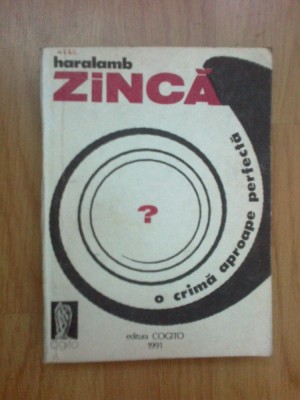 haralamb
ZiNCĂ
?
o crimă aproape perfectă
editura COGITO
1991